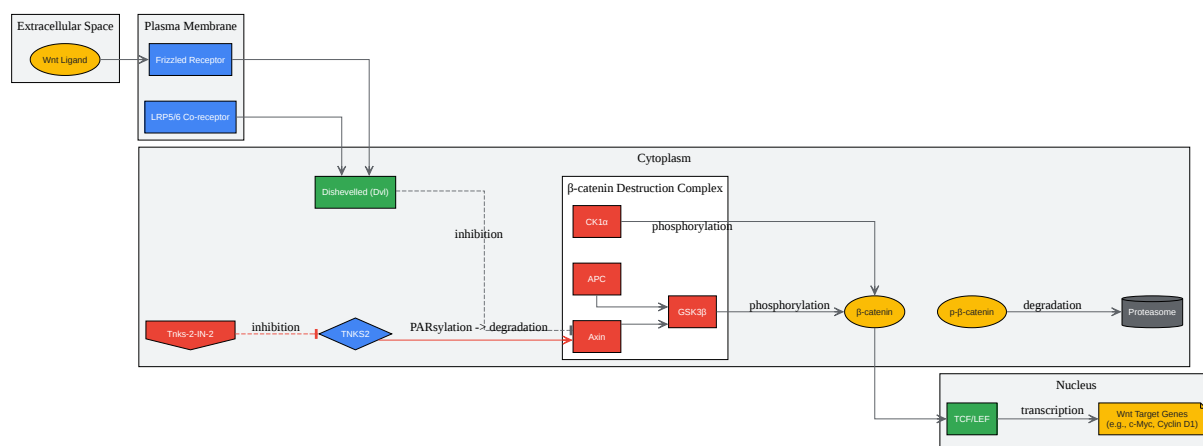 Extracellular Space
Wnt Ligand
Plasma Membrane
Frizzled Receptor
LRP5/6 Co-receptor
Cytoplasm
Dishevelled (Dvl)
inhibition
β-catenin Destruction Complex
CK1α
phosphorylation
APC
GSK3β
Axin
phosphorylation
β-catenin
p-β-catenin
degradation
Proteasome
Tnks-2-IN-2
inhibition
TNKS2
PARsylation -> degradation
Nucleus
TCF/LEF
transcription
Wnt Target Genes
(e.g., c-Myc, Cyclin D1)